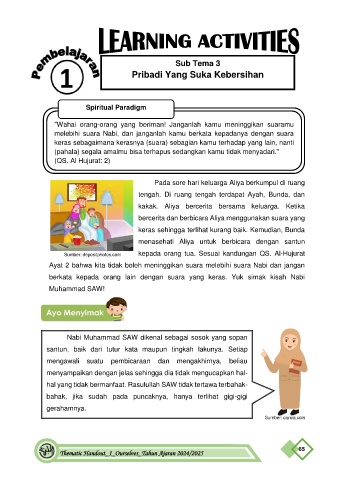 LEARNING ACTIVITIES
Pembelajaran
1
Sub Tema 3
Pribadi Yang Suka Kebersihan
Spiritual Paradigm
"Wahai orang-orang yang beriman! Janganlah kamu meninggikan suaramu
melebihi suara Nabi, dan janganlah kamu berkata kepadanya dengan suara
keras sebagaimana kerasnya (suara) sebagian kamu terhadap yang lain, nanti
(pahala) segala amalmu bisa terhapus sedangkan kamu tidak menyadari."
(QS. Al Hujurat: 2)
Pada sore hari keluarga Aliya berkumpul di ruang
tengah. Di ruang tengah terdapat Ayah, Bunda, dan
kakak. Aliya bercerita bersama keluarga. Ketika
bercerita dan berbicara Aliya menggunakan suara yang
keras sehingga terlihat kurang baik. Kemudian, Bunda
menasehati Aliya untuk berbicara dengan santun
kepada orang tua. Sesuai kandungan QS. Al-Hujurat
Sumber: depositphotos.com
Ayat 2 bahwa kita tidak boleh meninggikan suara melebihi suara Nabi dan jangan
berkata kepada orang lain dengan suara yang keras. Yuk simak kisah Nabi
Muhammad SAW!
Ayo Menyimak
Nabi Muhammad SAW dikenal sebagai sosok yang sopan
santun, baik dari tutur kata maupun tingkah lakunya. Setiap
mengawali suatu pembicaraan dan mengakhirinya, beliau
menyampaikan dengan jelas sehingga dia tidak mengucapkan hal-
hal yang tidak bermanfaat. Rasulullah SAW tidak tertawa terbahak-
bahak, jika sudah pada puncaknya, hanya terlihat gigi-gigi
gerahamnya.
Sumber: canva.com
Thematic Handout_1_Ourselves_Tahun Ajaran 2024/2025
65